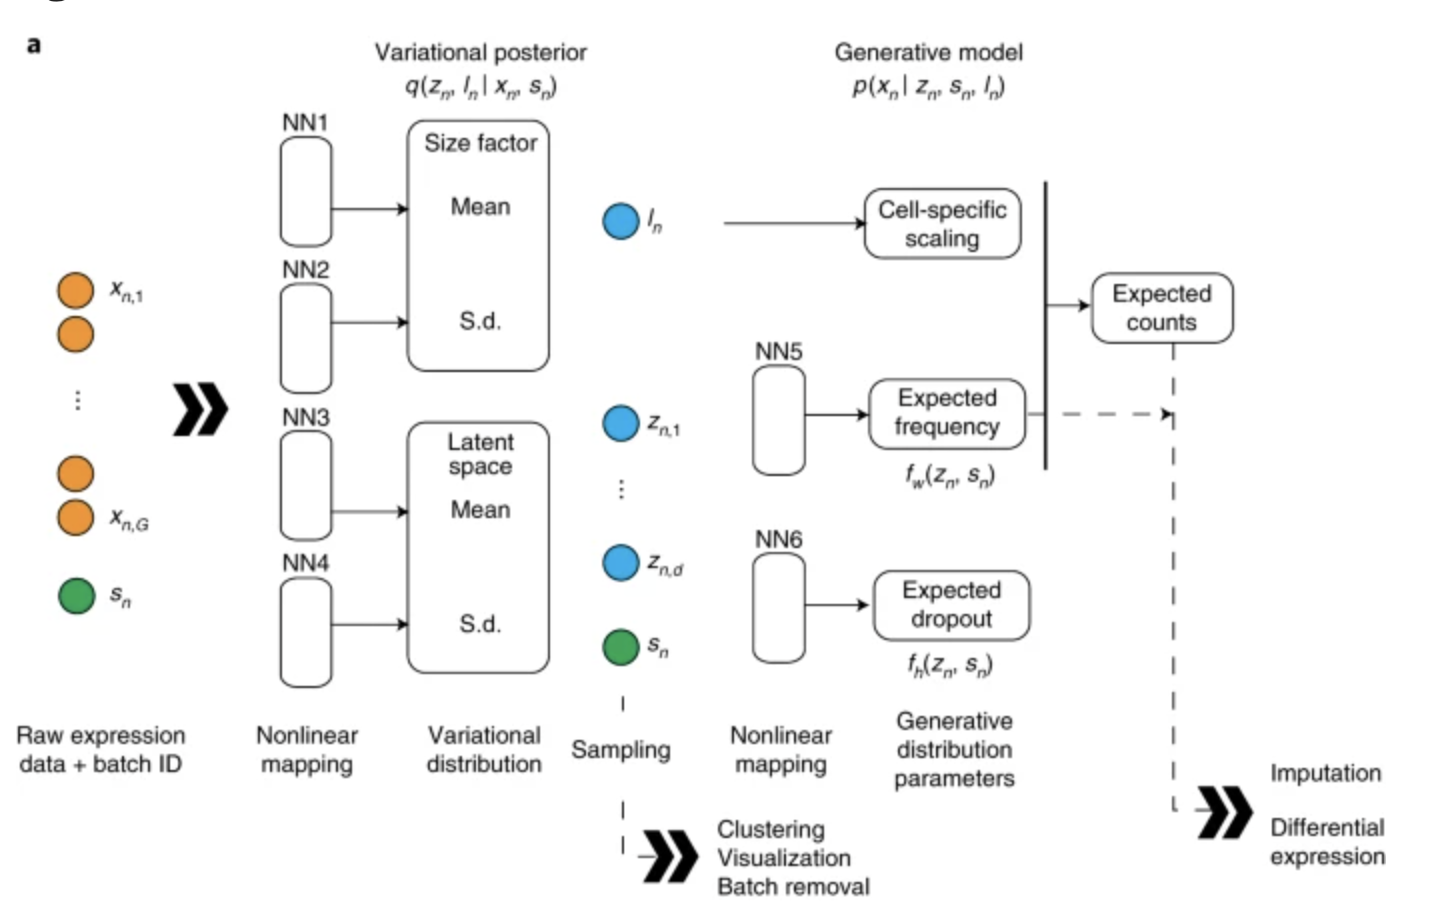 a
Variational posterior
q(zₙ, lₙ | xₙ, sₙ)
Generative model
p(xₙ | zₙ, sₙ, lₙ)
NN1
Size factor
Mean
lₙ
Cell-specific
scaling
NN2
S.d.
xₙ,₁
⋮
xₙ,G
sₙ
Expected
counts
NN3
Latent
space
Mean
NN4
S.d.
zₙ,₁
⋮
zₙ,d
sₙ
NN5
Expected
frequency
f_w(zₙ, sₙ)
NN6
Expected
dropout
f_h(zₙ, sₙ)
Raw expression
data + batch ID
Nonlinear
mapping
Variational
distribution
Sampling
Nonlinear
mapping
Generative
distribution
parameters
Clustering
Visualization
Batch removal
Imputation
Differential
expression